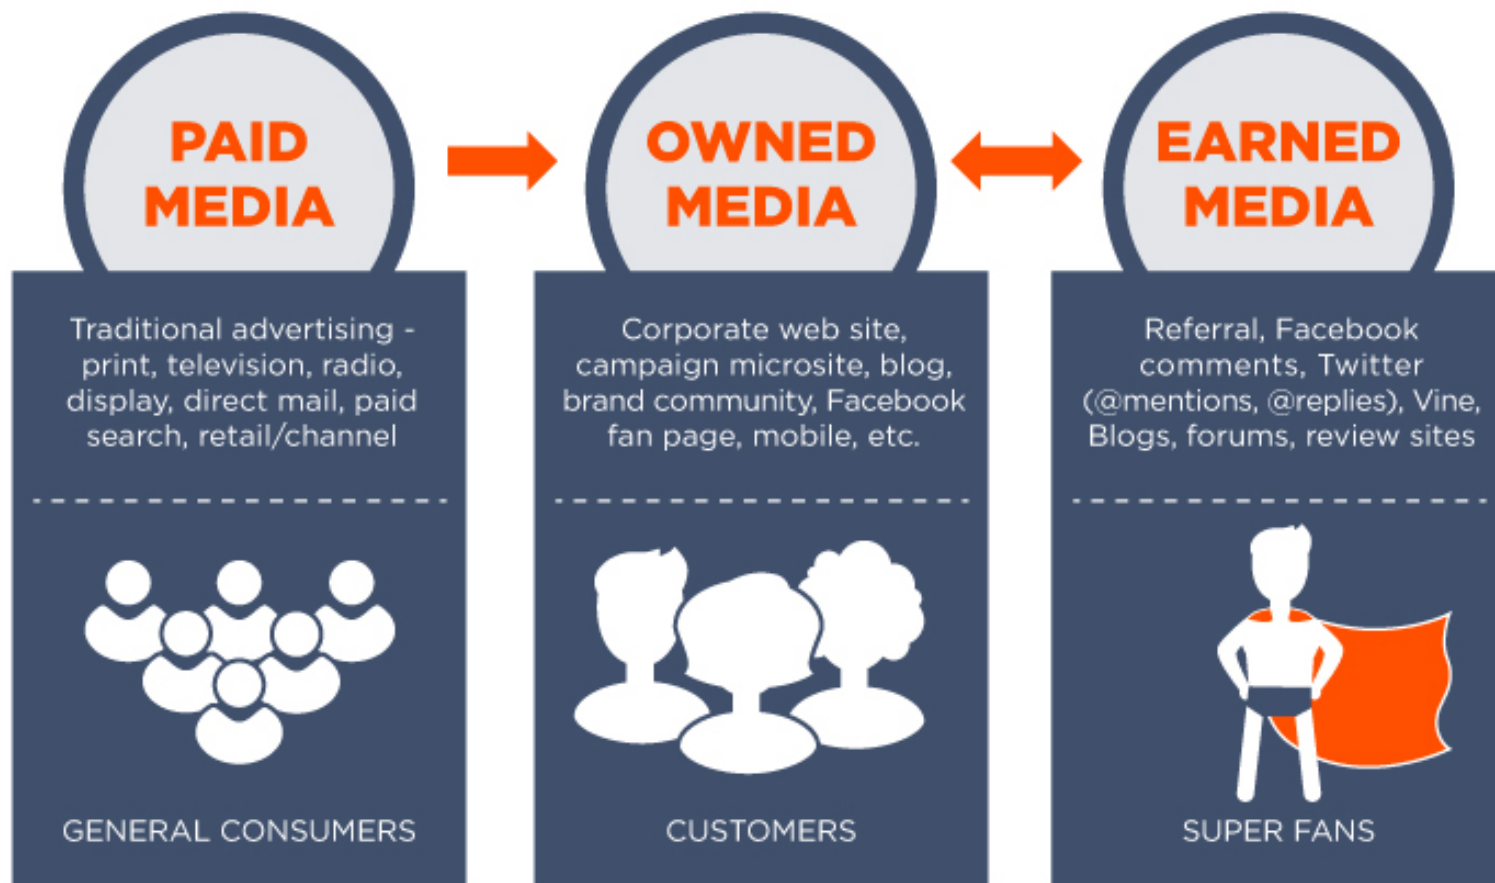 PAID
MEDIA
Traditional advertising -
print, television, radio,
display, direct mail, paid
search, retail/channel
GENERAL CONSUMERS
OWNED
MEDIA
Corporate web site,
campaign microsite, blog,
brand community, Facebook
fan page, mobile, etc.
CUSTOMERS
EARNED
MEDIA
Referral, Facebook
comments, Twitter
(@mentions, @replies), Vine,
Blogs, forums, review sites
SUPER FANS